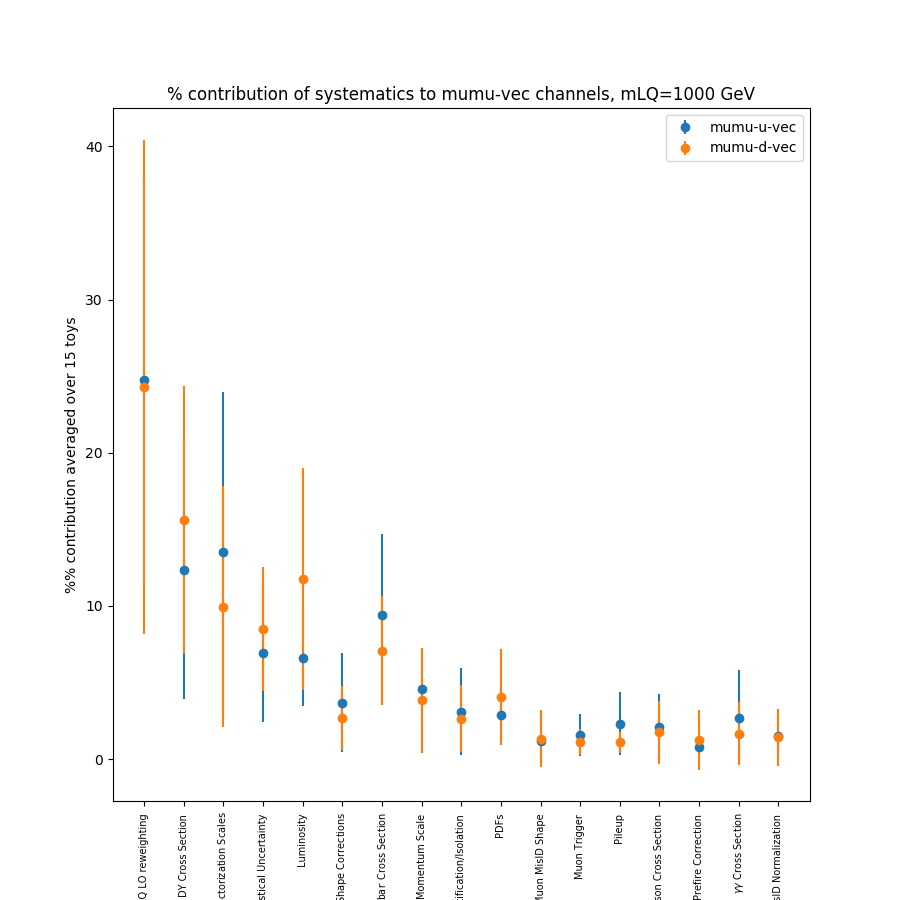 % contribution of systematics to mumu-vec channels, mLQ=1000 GeV
mumu-u-vec
mumu-d-vec
%% contribution averaged over 15 toys
40
30
20
10
0
Q LO reweighting
DY Cross Section
ctorization Scales
stical Uncertainty
Luminosity
Shape Corrections
bar Cross Section
Momentum Scale
ification/Isolation
PDFs
Muon MisID Shape
Muon Trigger
Pileup
son Cross Section
Prefire Correction
γγ Cross Section
sID Normalization